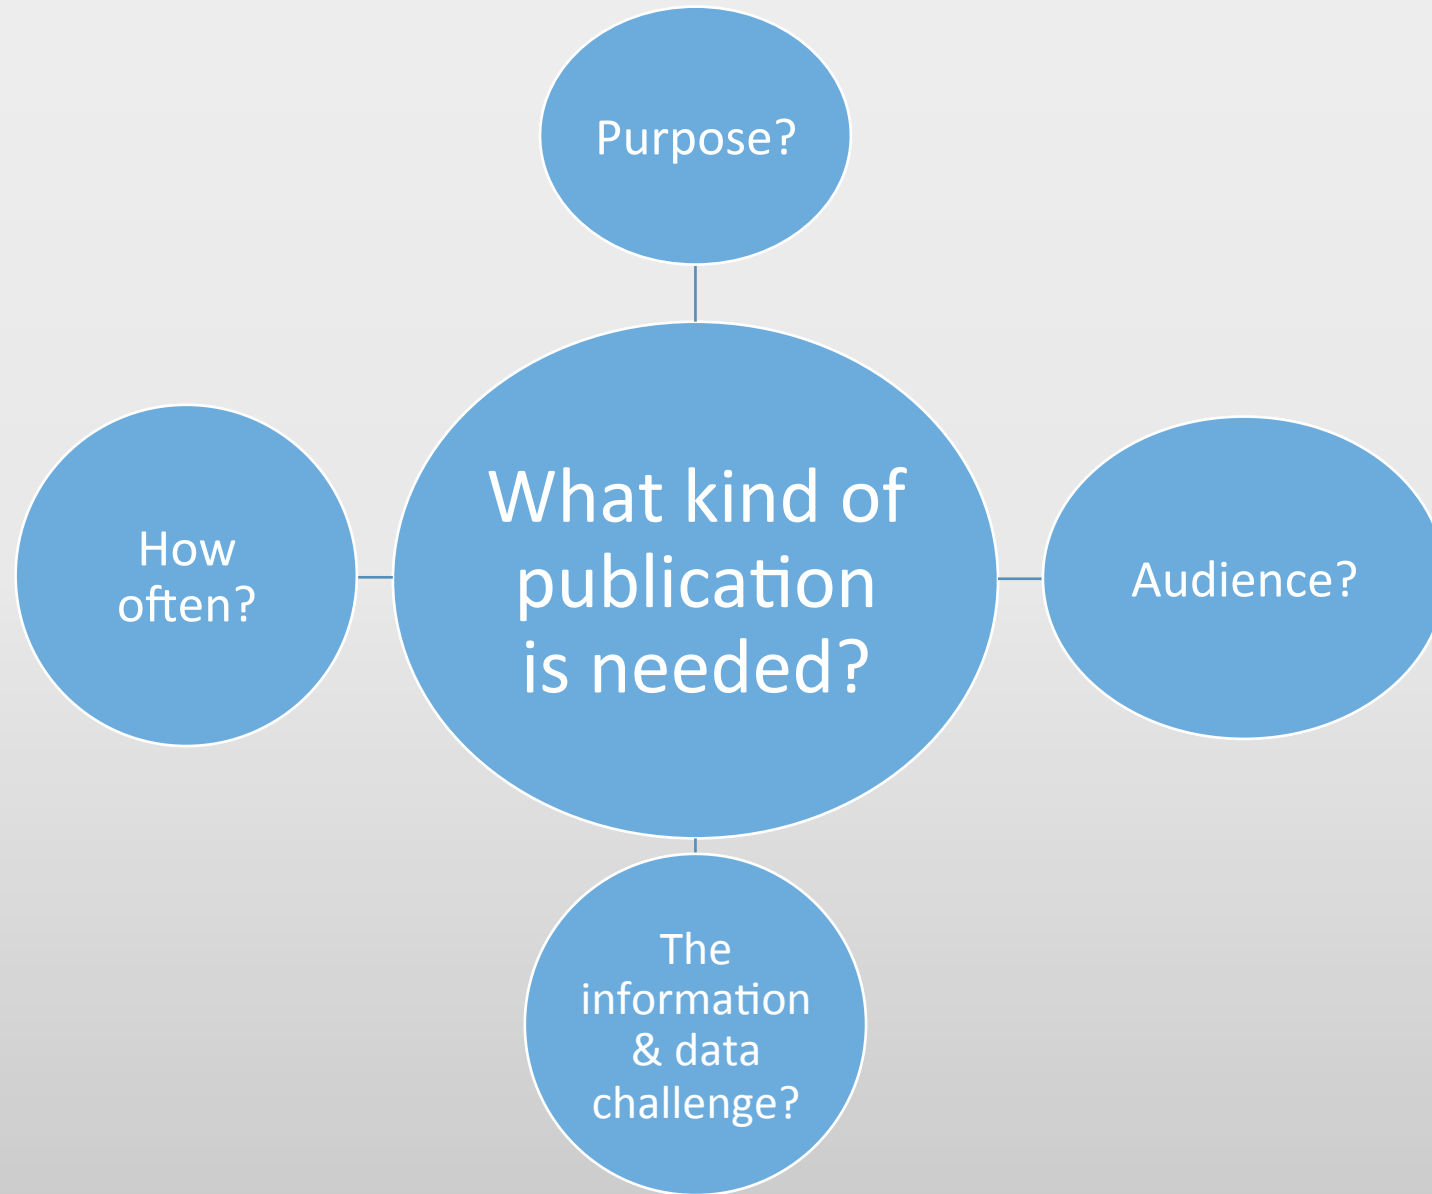 Purpose?
What kind of
publication
is needed?
How
often?
Audience?
The
information
& data
challenge?